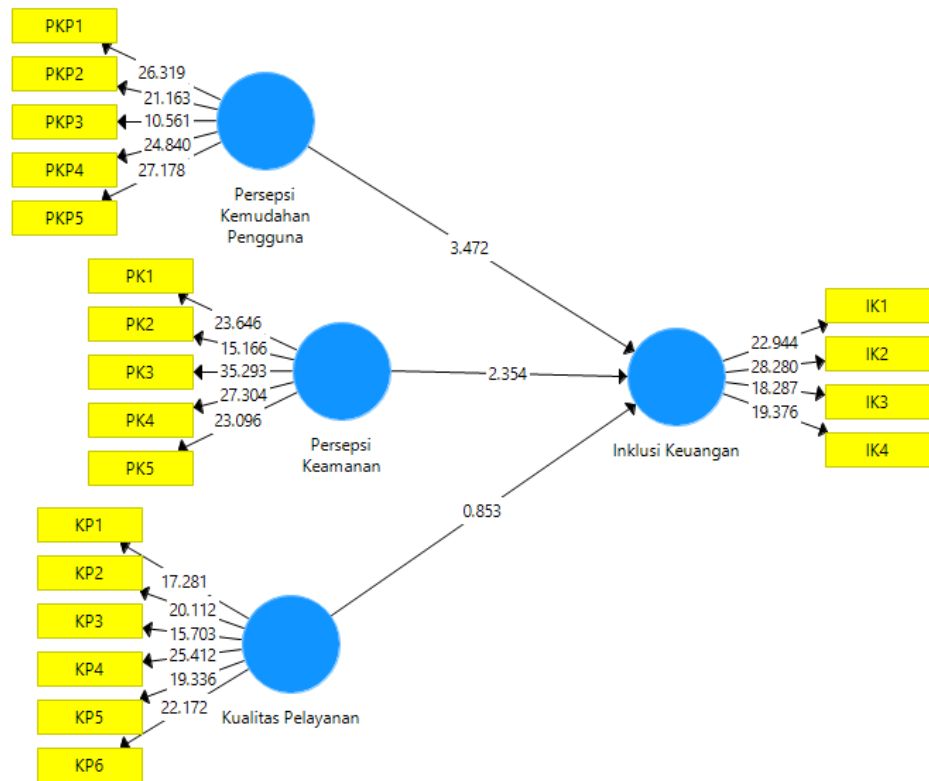 PKP1
PKP2
PKP3
PKP4
PKP5
26.319
21.163
10.561
24.840
27.178
Persepsi
Kemudahan
Pengguna
3.472
PK1
PK2
PK3
PK4
PK5
23.646
15.166
35.293
27.304
23.096
Persepsi
Keamanan
2.354
KP1
KP2
KP3
KP4
KP5
KP6
17.281
20.112
15.703
25.412
19.336
22.172
Kualitas Pelayanan
0.853
Inklusi Keuangan
22.944
28.280
18.287
19.376
IK1
IK2
IK3
IK4